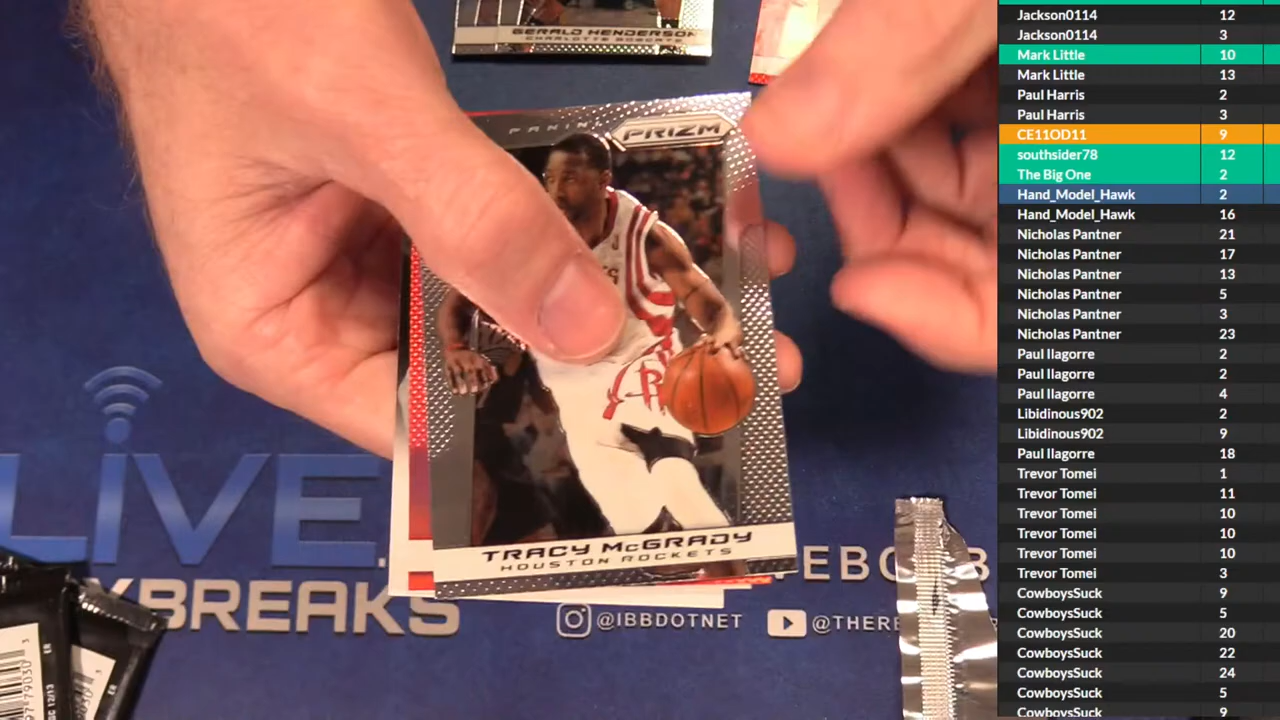 GERALD HENDERSON
CHARLOTTE BOBCATS
PANINI
PRIZM
TRACY McGRADY
HOUSTON ROCKETS
LIVE.
XBREAKS
@IBBDOTNET
@THERE
Jackson0114 12
Jackson0114 3
Mark Little 10
Mark Little 13
Paul Harris 2
Paul Harris 3
CE11OD11 9
southsider78 12
The Big One 2
Hand_Model_Hawk 2
Hand_Model_Hawk 16
Nicholas Pantner 21
Nicholas Pantner 17
Nicholas Pantner 13
Nicholas Pantner 5
Nicholas Pantner 3
Nicholas Pantner 23
Paul Ilagorre 2
Paul Ilagorre 2
Paul Ilagorre 4
Libidinous902 2
Libidinous902 9
Paul Ilagorre 18
Trevor Tomei 1
Trevor Tomei 11
Trevor Tomei 10
Trevor Tomei 10
Trevor Tomei 10
Trevor Tomei 3
CowboysSuck 9
CowboysSuck 5
CowboysSuck 20
CowboysSuck 22
CowboysSuck 24
CowboysSuck 5
CowboysSuck 9